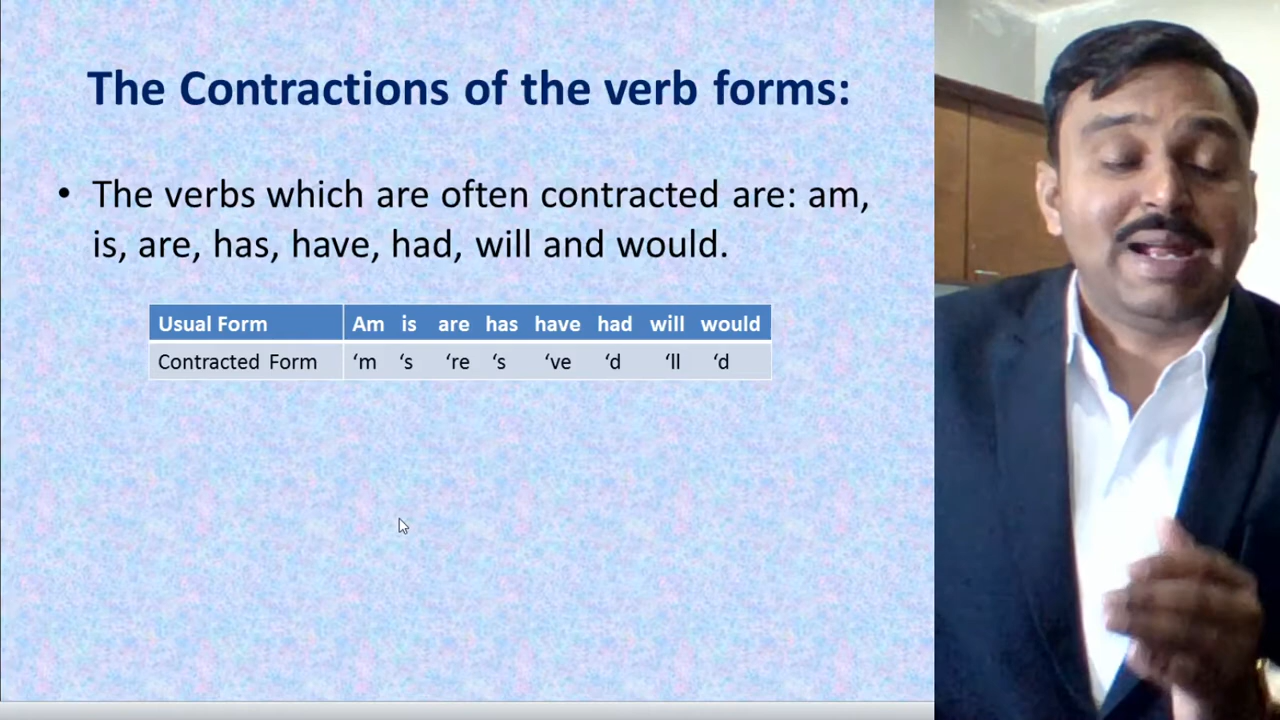 The Contractions of the verb forms:
• The verbs which are often contracted are: am,
is, are, has, have, had, will and would.
Usual Form Am is are has have had will would
Contracted Form ‘m ‘s ‘re ‘s ‘ve ‘d ‘ll ‘d